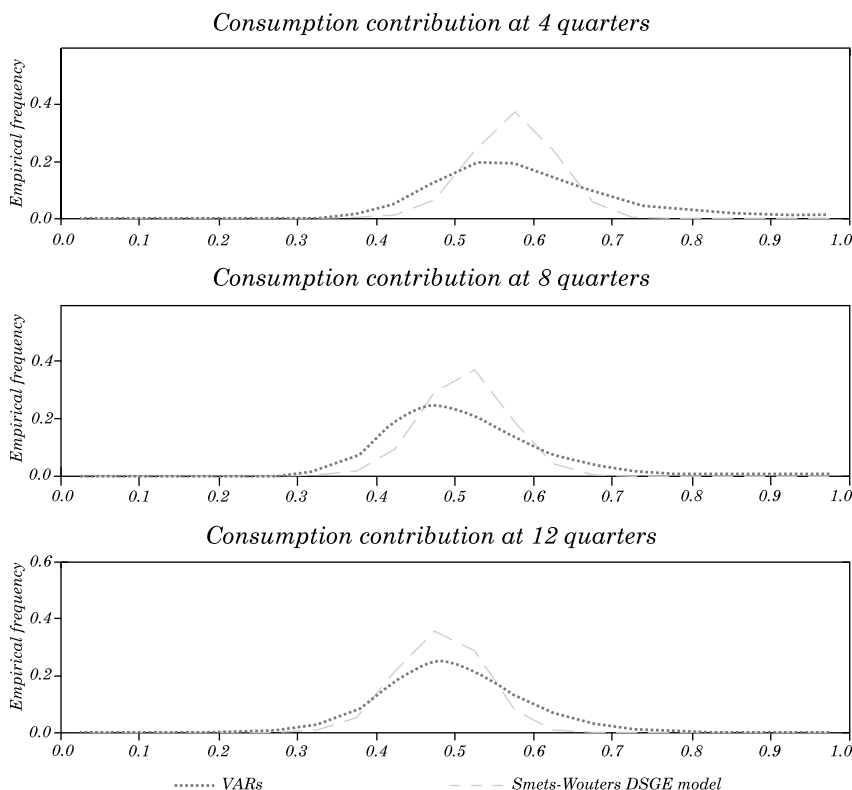 Consumption contribution at 4 quarters
Empirical frequency
0.4
0.2
0.0
0.0 0.1 0.2 0.3 0.4 0.5 0.6 0.7 0.8 0.9 1.0
Consumption contribution at 8 quarters
Empirical frequency
0.4
0.2
0.0
0.0 0.1 0.2 0.3 0.4 0.5 0.6 0.7 0.8 0.9 1.0
Consumption contribution at 12 quarters
Empirical frequency
0.6
0.4
0.2
0.0
0.0 0.1 0.2 0.3 0.4 0.5 0.6 0.7 0.8 0.9 1.0
VARs Smets-Wouters DSGE model